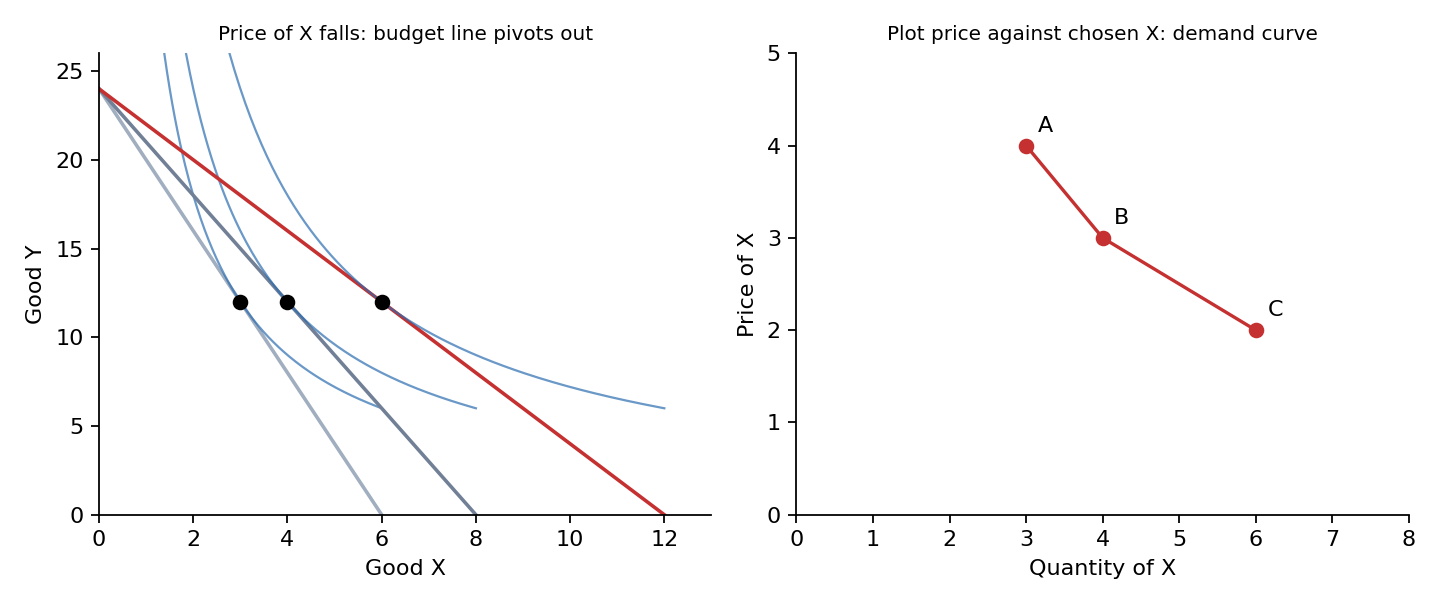 Price of X falls: budget line pivots out
25
20
15
10
5
0
Good Y
0 2 4 6 8 10 12
Good X
Plot price against chosen X: demand curve
5
4
3
2
1
0
Price of X
A
B
C
0 1 2 3 4 5 6 7 8
Quantity of X